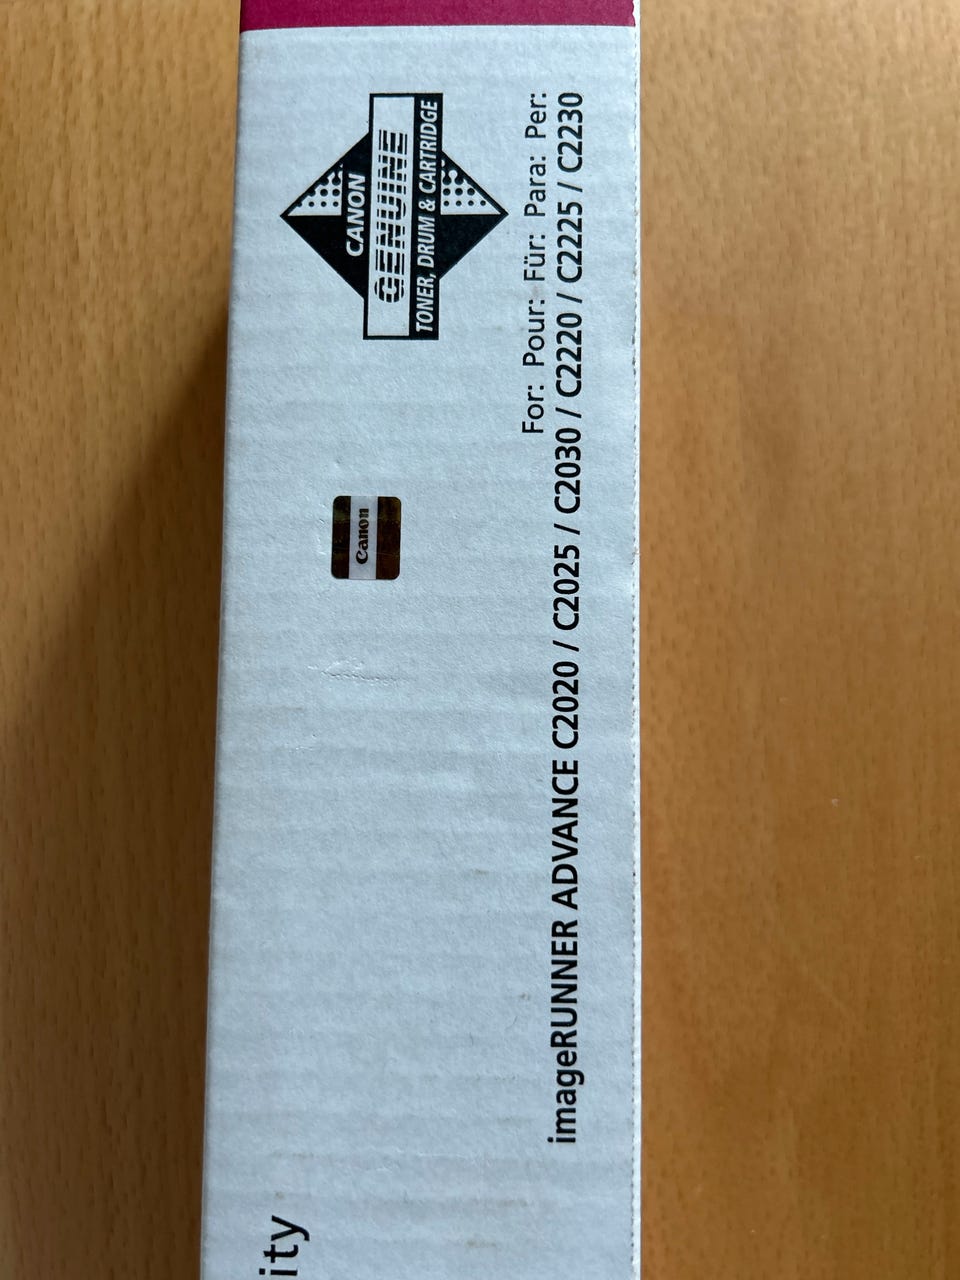 CANON
GENUINE
TONER, DRUM & CARTRIDGE
Canon
For: Pour: Für: Para: Per:
imageRUNNER ADVANCE C2020 / C2025 / C2030 / C2220 / C2225 / C2230
ity